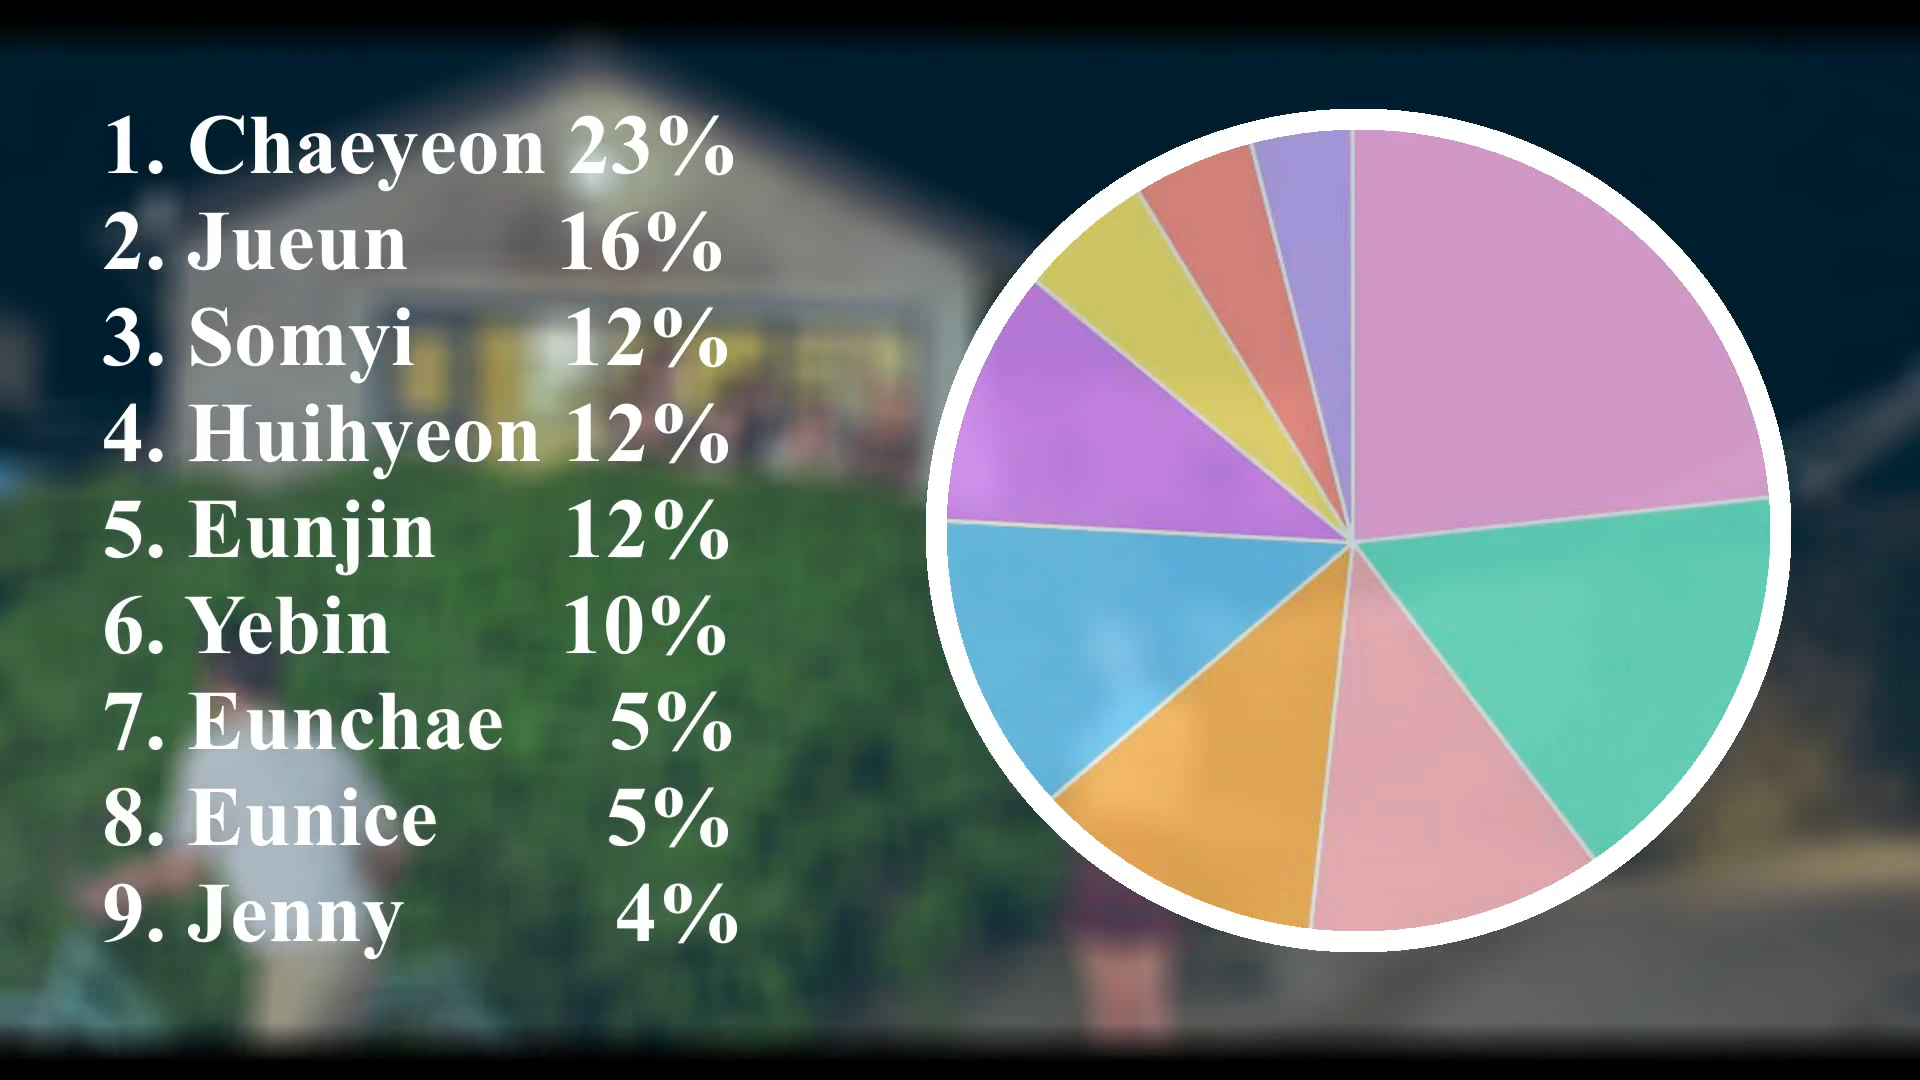 1. Chaeyeon 23%
2. Jueun 16%
3. Somyi 12%
4. Huihyeon 12%
5. Eunjin 12%
6. Yebin 10%
7. Eunchae 5%
8. Eunice 5%
9. Jenny 4%